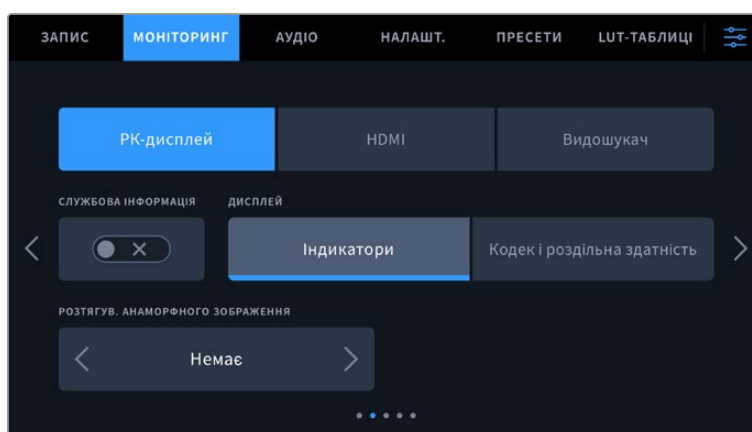 ЗАПИС МОНІТОРИНГ АУДІО НАЛАШТ. ПРЕСЕТИ LUT-ТАБЛИЦІ
РК-дисплей HDMI Видошукач
СЛУЖБОВА ІНФОРМАЦІЯ ДИСПЛЕЙ
Індикатори Кодек і роздільна здатність
РОЗТЯГУВ. АНАМОРФНОГО ЗОБРАЖЕННЯ
Немає